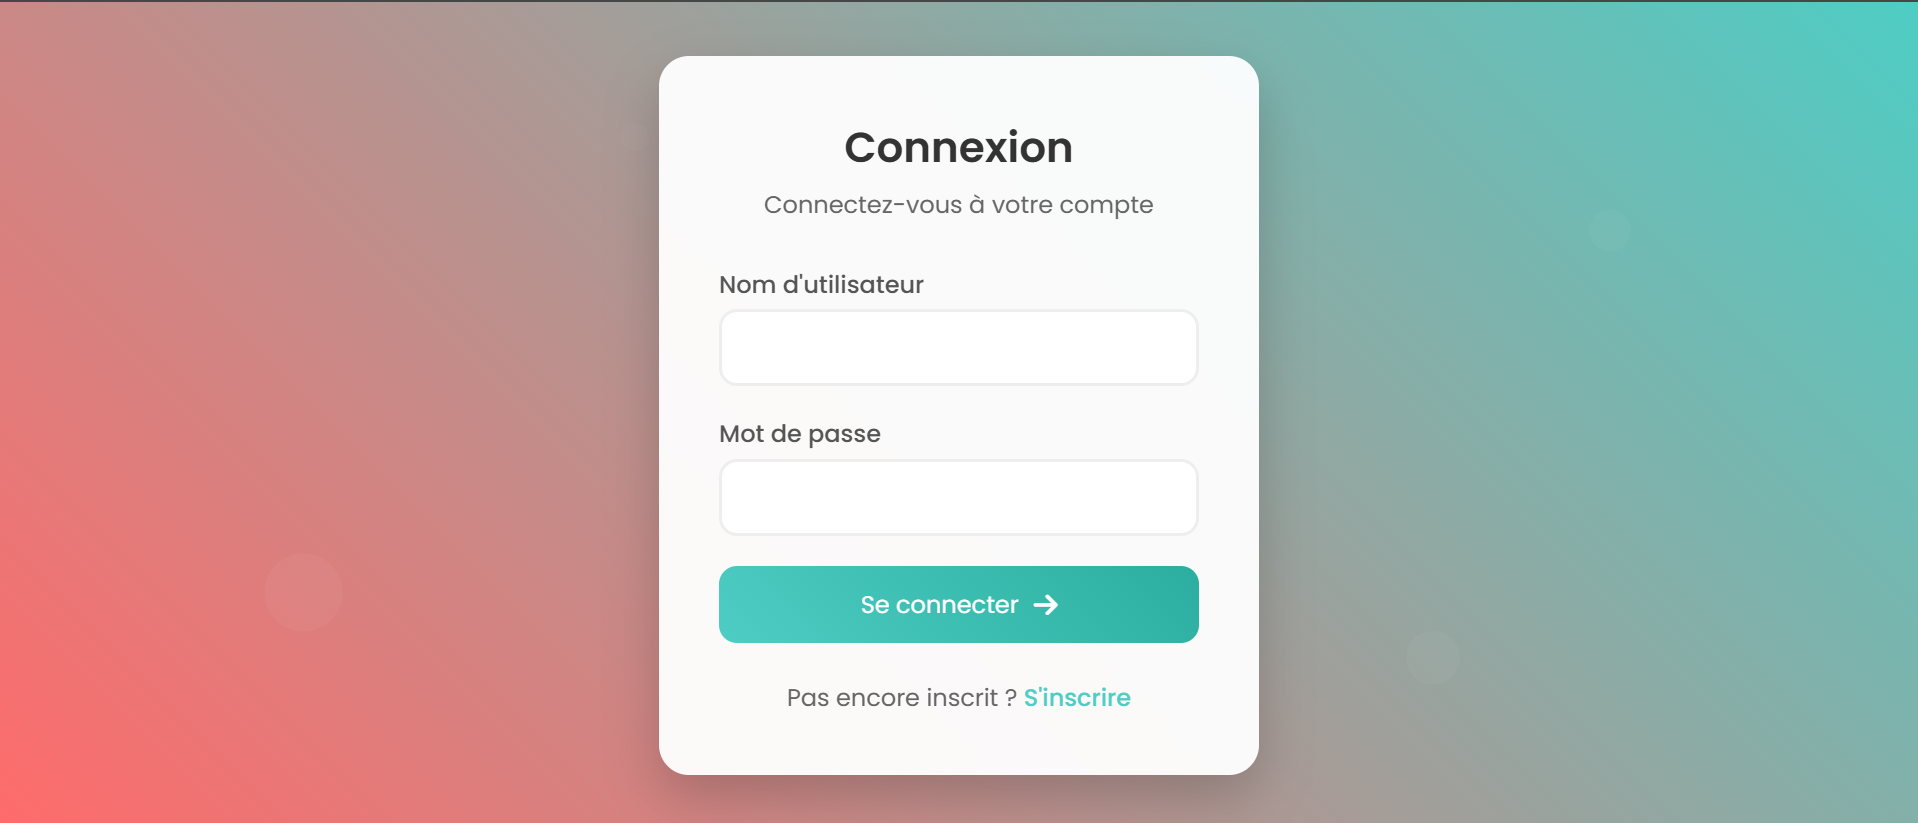 Connexion
Connectez-vous à votre compte
Nom d'utilisateur
Mot de passe
Se connecter
Pas encore inscrit ? S'inscrire